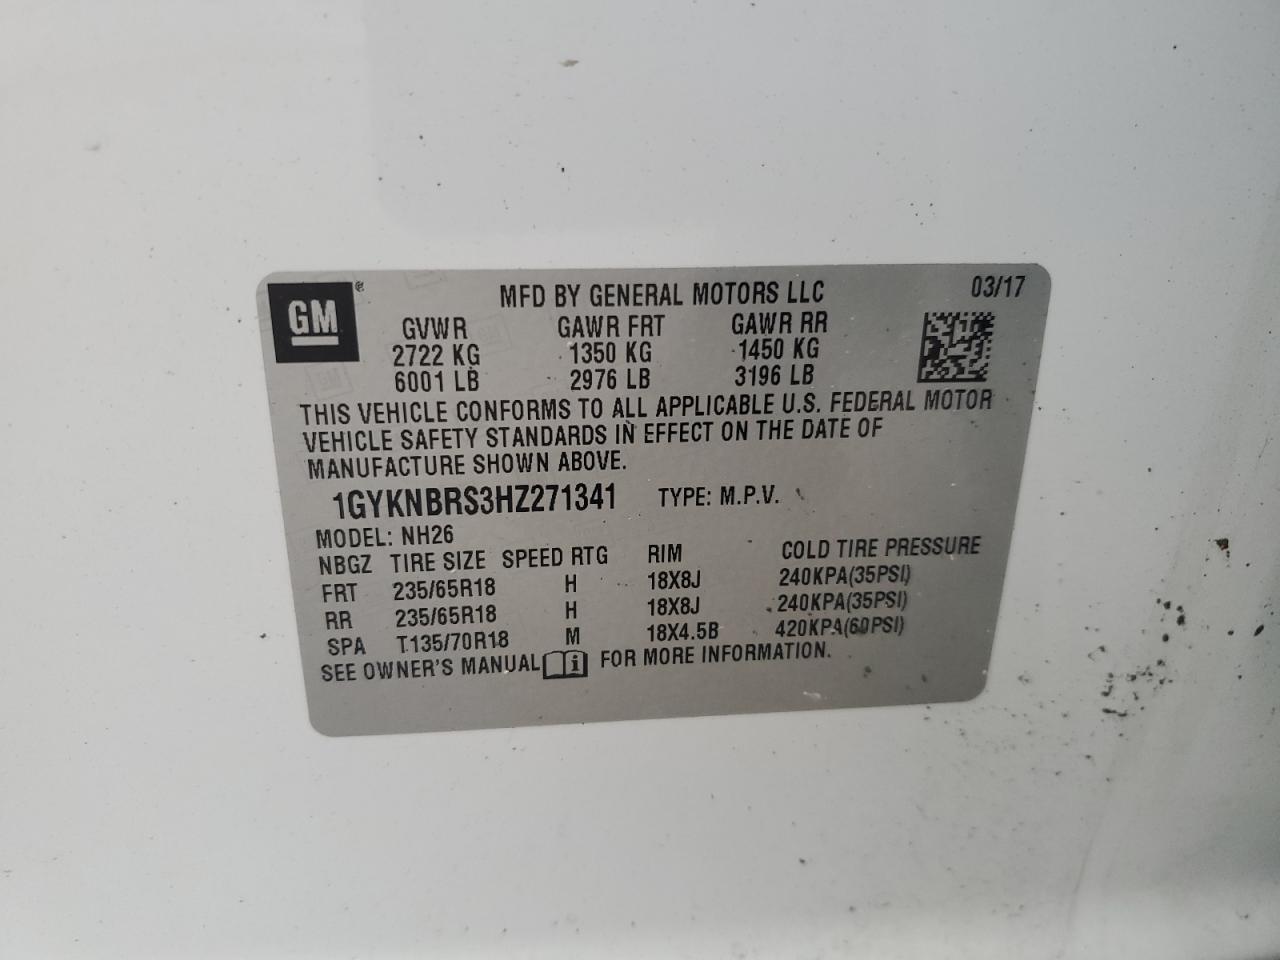 GM®
MFD BY GENERAL MOTORS LLC 03/17
GVWR GAWR FRT GAWR RR
2722 KG 1350 KG 1450 KG
6001 LB 2976 LB 3196 LB
THIS VEHICLE CONFORMS TO ALL APPLICABLE U.S. FEDERAL MOTOR
VEHICLE SAFETY STANDARDS IN EFFECT ON THE DATE OF
MANUFACTURE SHOWN ABOVE.
1GYKNBRS3HZ271341 TYPE: M.P.V.
MODEL: NH26
NBGZ TIRE SIZE SPEED RTG RIM COLD TIRE PRESSURE
FRT 235/65R18 H 18X8J 240KPA(35PSI)
RR 235/65R18 H 18X8J 240KPA(35PSI)
SPA T135/70R18 M 18X4.5B 420KPA(60PSI)
SEE OWNER'S MANUAL i FOR MORE INFORMATION.